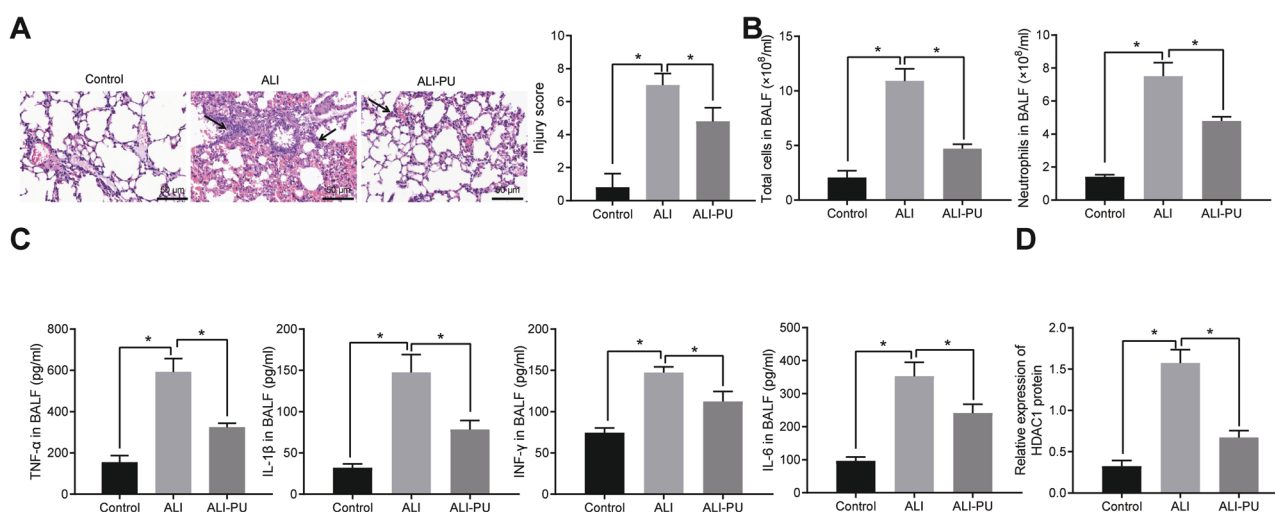 A
Control
ALI
ALI-PU
50 μm
50 μm
50 μm
Injury score
0
2
4
6
8
10
*
*
Control
ALI
ALI-PU
B
Total cells in BALF (×10⁸/ml)
0
5
10
15
*
*
Control
ALI
ALI-PU
Neutrophils in BALF (×10⁸/ml)
0
2
4
6
8
10
*
*
Control
ALI
ALI-PU
C
TNF-α in BALF (pg/ml)
0
200
400
600
800
*
*
Control
ALI
ALI-PU
IL-1β in BALF (pg/ml)
0
50
100
150
200
*
*
Control
ALI
ALI-PU
INF-γ in BALF (pg/ml)
0
50
100
150
200
*
*
Control
ALI
ALI-PU
IL-6 in BALF (pg/ml)
0
100
200
300
400
500
*
*
Control
ALI
ALI-PU
D
Relative expression of
HDAC1 protein
0.0
0.5
1.0
1.5
2.0
*
*
Control
ALI
ALI-PU